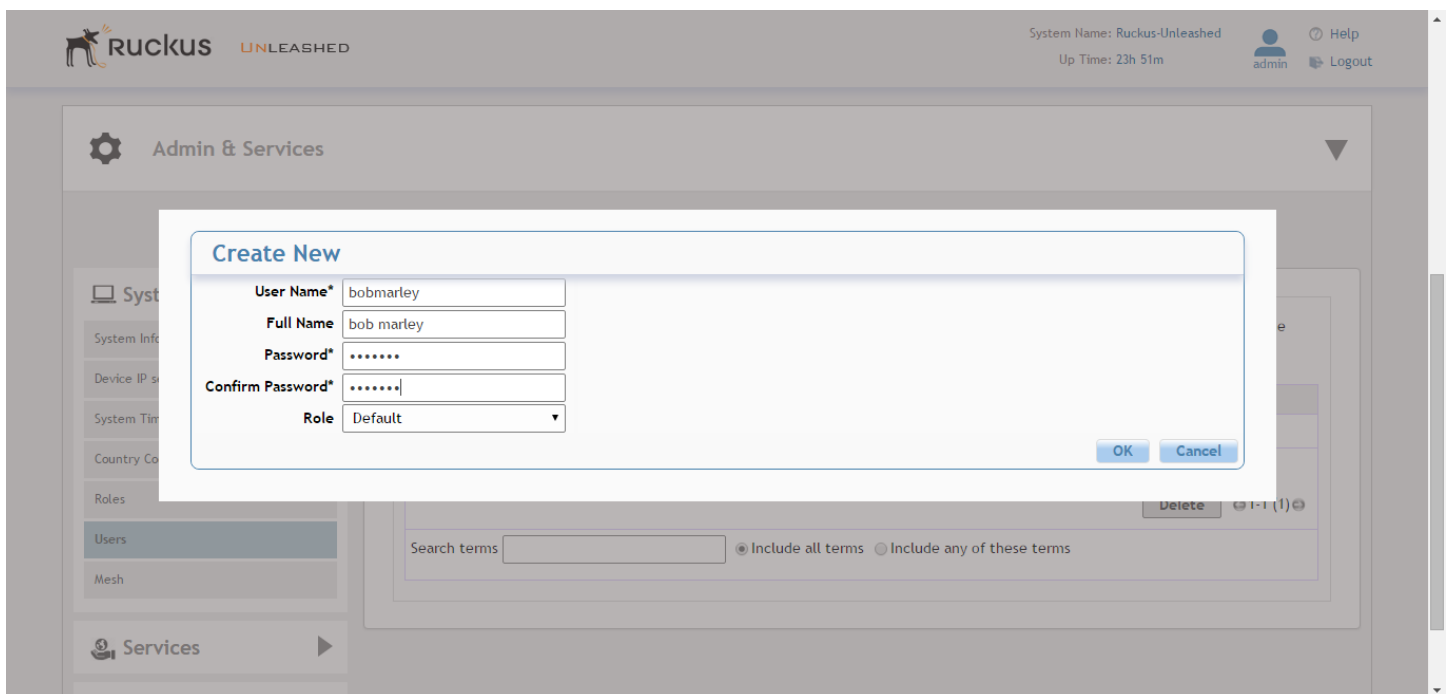 Ruckus UNLEASHED
System Name: Ruckus-Unleashed
Up Time: 23h 51m
admin
Help
Logout
Admin & Services
Create New
User Name* bobmarley
Full Name bob marley
Password* •••••••
Confirm Password* •••••••
Role Default
OK Cancel
Syst
System Info
Device IP se
System Tim
Country Co
Roles
Users
Mesh
Services
e
Delete 1-1 (1)
Search terms Include all terms Include any of these terms